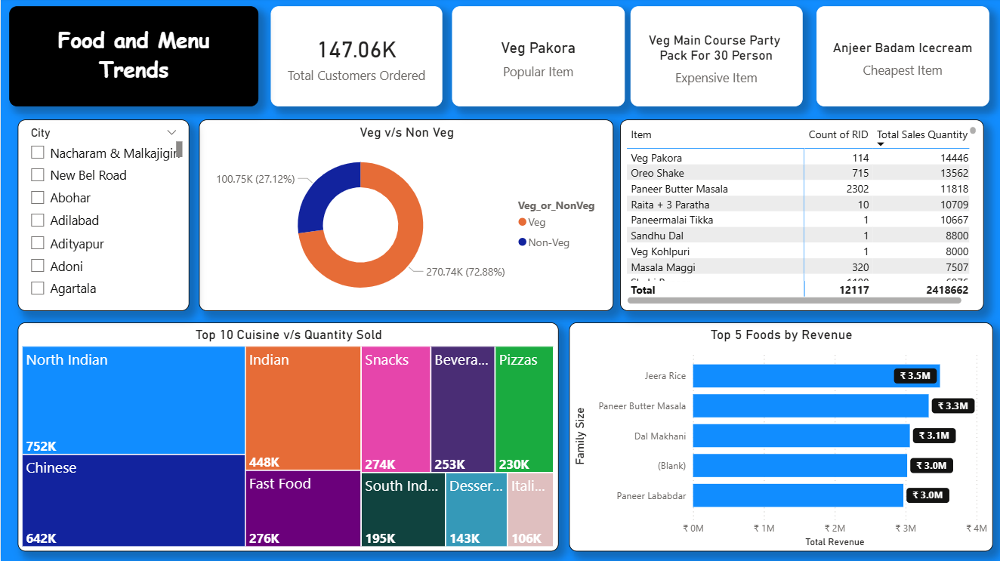 Food and Menu
Trends
147.06K
Total Customers Ordered
Veg Pakora
Popular Item
Veg Main Course Party
Pack For 30 Person
Expensive Item
Anjeer Badam Icecream
Cheapest Item
City
Nacharam & Malkajigir
New Bel Road
Abohar
Adilabad
Adityapur
Adoni
Agartala
Veg v/s Non Veg
100.75K (27.12%)
270.74K (72.88%)
Veg_or_NonVeg
Veg
Non-Veg
Item Count of RID Total Sales Quantity
Veg Pakora 114 14446
Oreo Shake 715 13562
Paneer Butter Masala 2302 11818
Raita + 3 Paratha 10 10709
Paneermalai Tikka 1 10667
Sandhu Dal 1 8800
Veg Kohlpuri 1 8000
Masala Maggi 320 7507
Total 12117 2418662
Top 10 Cuisine v/s Quantity Sold
North Indian
752K
Chinese
642K
Indian
448K
Fast Food
276K
Snacks
274K
Bevera...
253K
Pizzas
230K
South Ind...
195K
Desser...
143K
Itali...
106K
Top 5 Foods by Revenue
Family Size
Jeera Rice ₹ 3.5M
Paneer Butter Masala ₹ 3.3M
Dal Makhani ₹ 3.1M
(Blank) ₹ 3.0M
Paneer Lababdar ₹ 3.0M
₹ 0M ₹ 1M ₹ 2M ₹ 3M ₹ 4M
Total Revenue